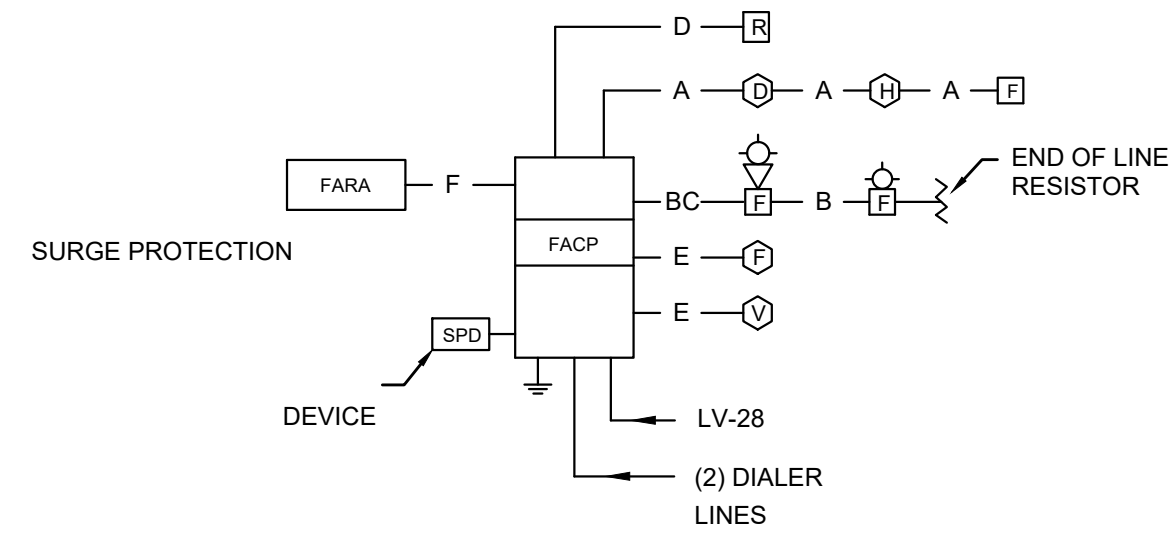 D R
A D A H A F
END OF LINE
RESISTOR
FARA F
BC F B F
SURGE PROTECTION
FACP
E F
E V
SPD
DEVICE
LV-28
(2) DIALER
LINES